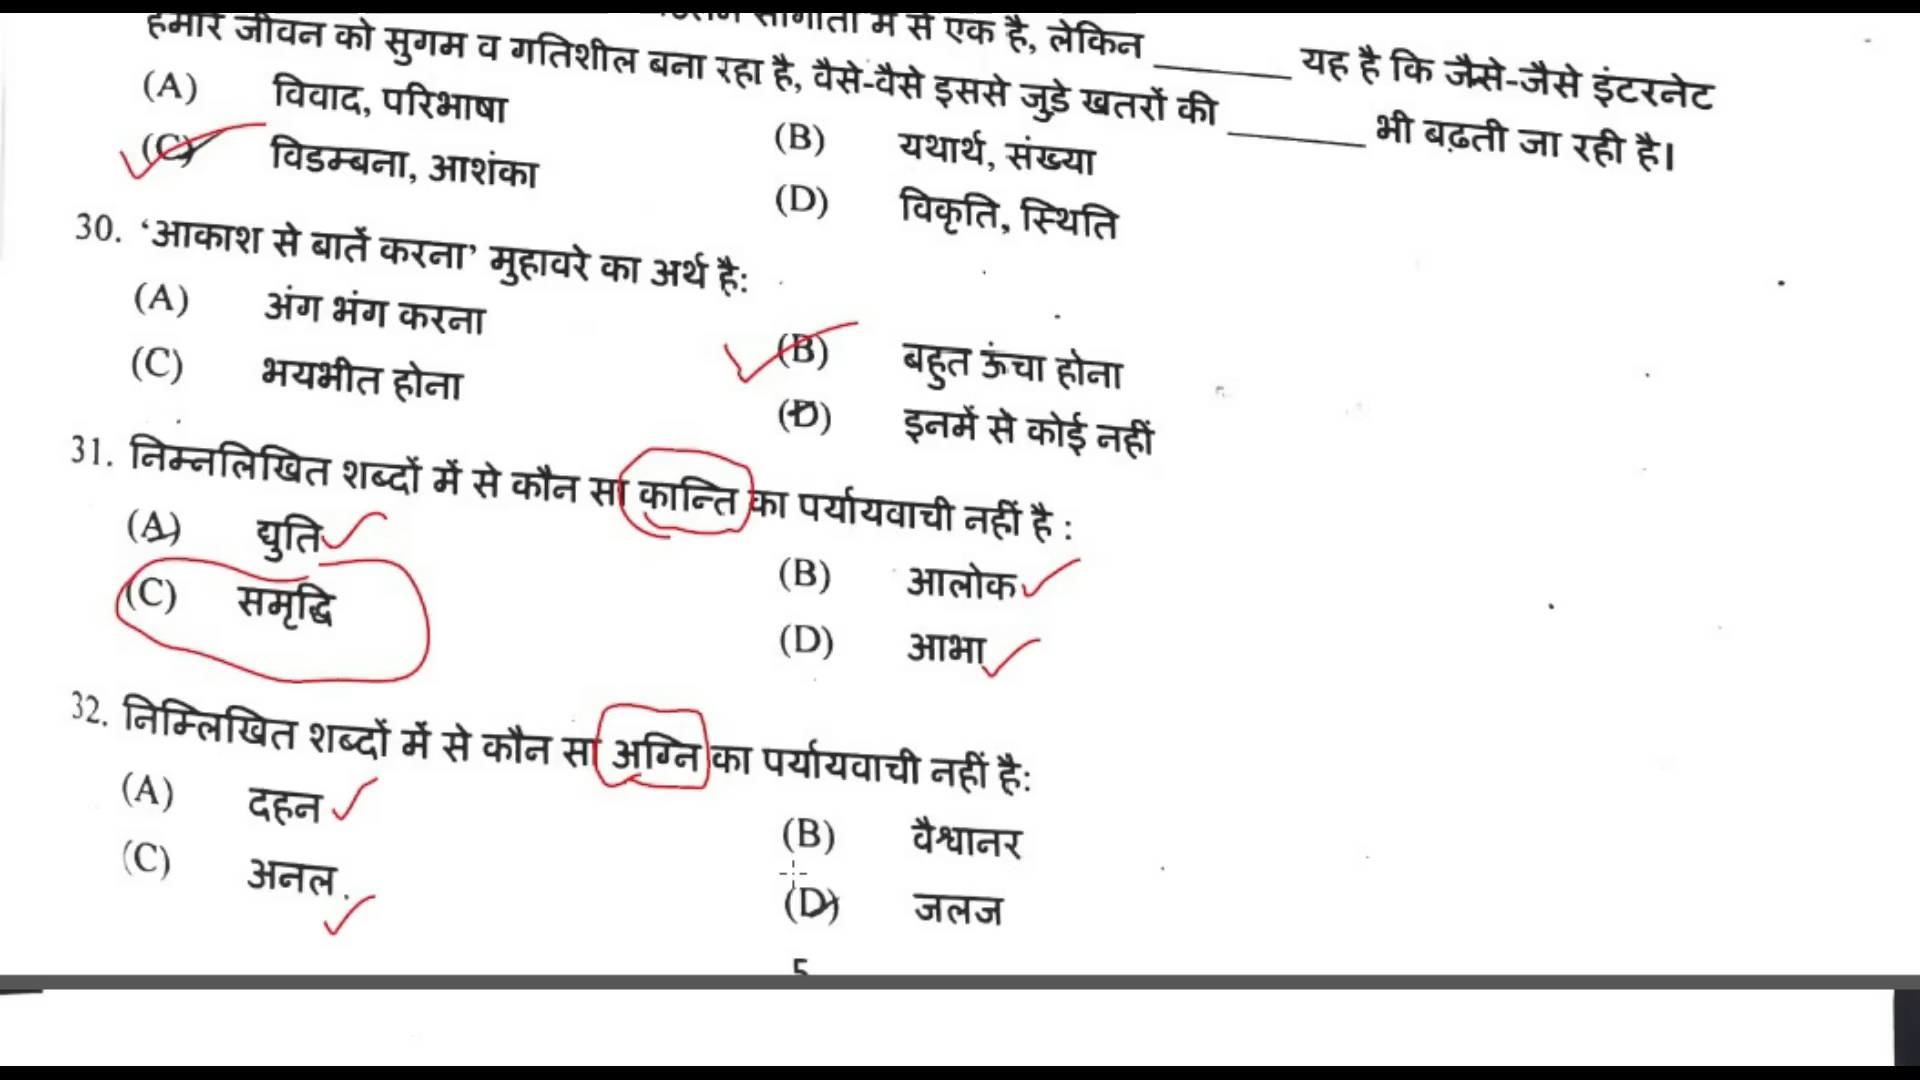 में से एक है, लेकिन ________ यह है कि जैसे-जैसे इंटरनेट
हमारे जीवन को सुगम व गतिशील बना रहा है, वैसे-वैसे इससे जुड़े खतरों की ________ भी बढ़ती जा रही है।
(A) विवाद, परिभाषा
(B) यथार्थ, संख्या
(C) विडम्बना, आशंका
(D) विकृति, स्थिति
30. ‘आकाश से बातें करना’ मुहावरे का अर्थ है:
(A) अंग भंग करना
(B) बहुत ऊंचा होना
(C) भयभीत होना
(D) इनमें से कोई नहीं
31. निम्नलिखित शब्दों में से कौन सा कान्ति का पर्यायवाची नहीं है :
(A) द्युति
(B) आलोक
(C) समृद्धि
(D) आभा
32. निम्लिखित शब्दों में से कौन सा अग्नि का पर्यायवाची नहीं है:
(A) दहन
(B) वैश्वानर
(C) अनल
(D) जलज
5